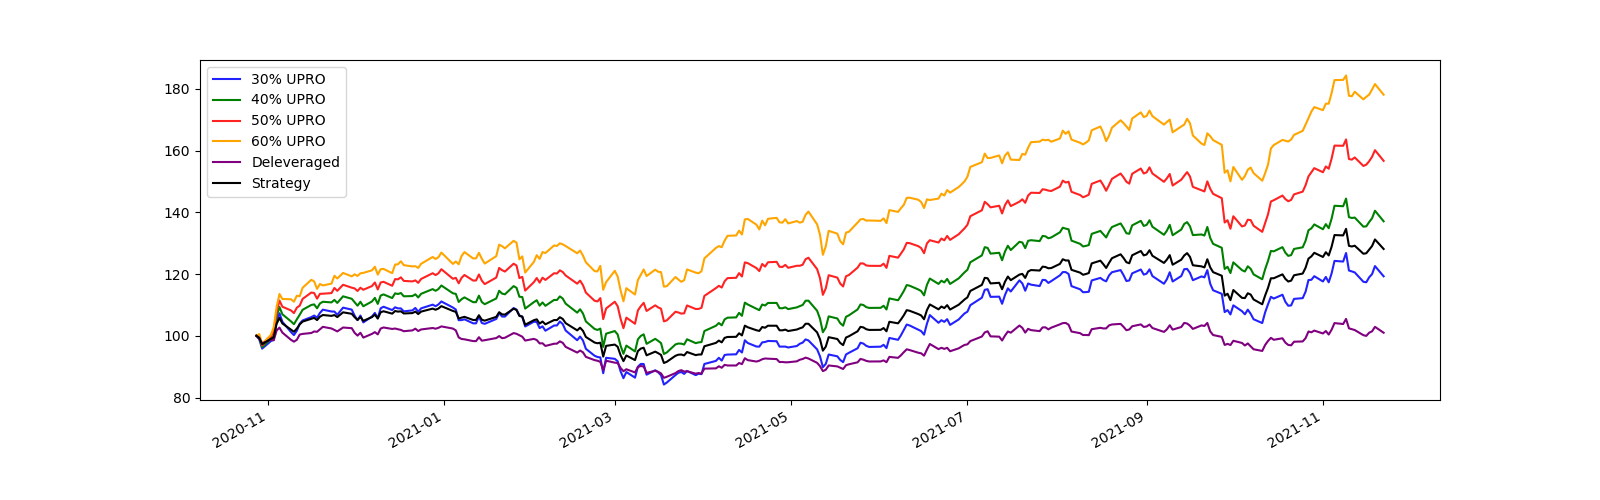 180
160
140
120
100
80
30% UPRO
40% UPRO
50% UPRO
60% UPRO
Deleveraged
Strategy
2020-11
2021-01
2021-03
2021-05
2021-07
2021-09
2021-11